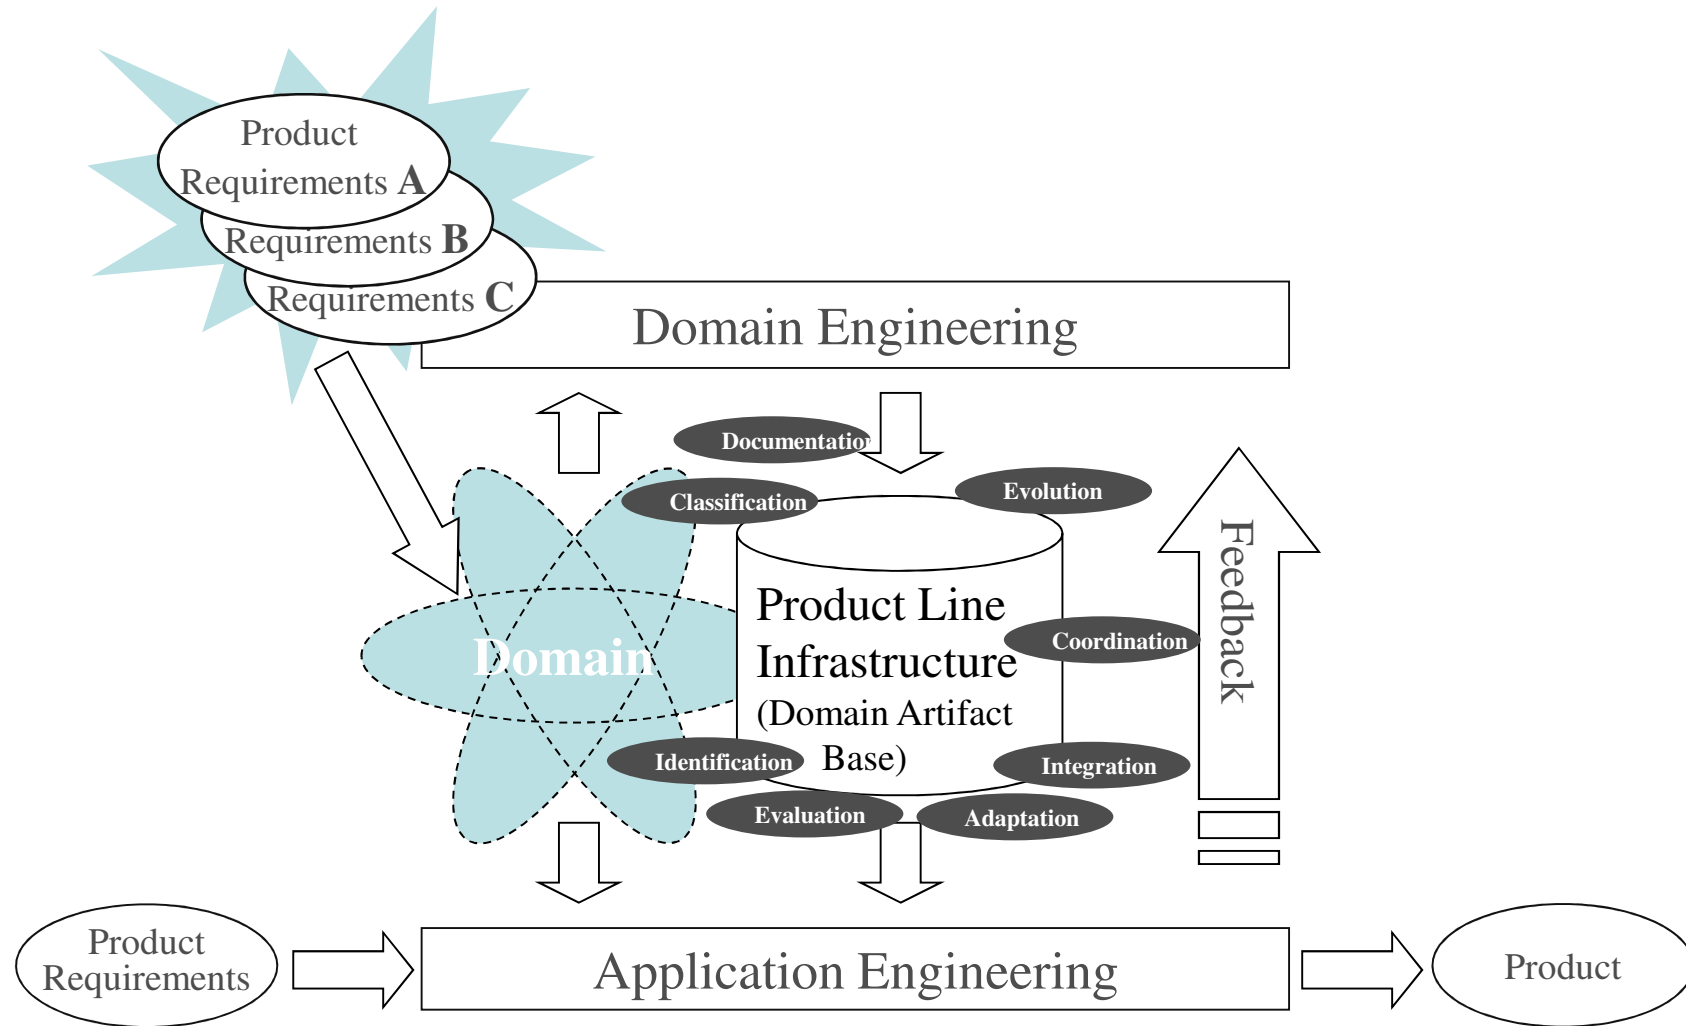 Product
Requirements A
Requirements B
Requirements C
Domain Engineering
Documentation
Classification
Evolution
Product Line
Infrastructure
(Domain Artifact
Base)
Domain
Coordination
Feedback
Identification
Integration
Evaluation
Adaptation
Product
Requirements
Application Engineering
Product